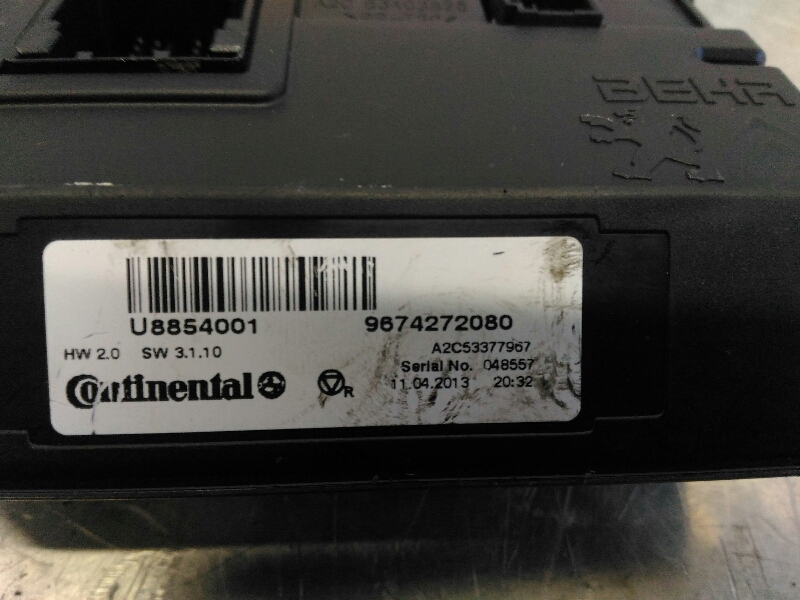 BEHR
U8854001 9674272080
HW 2.0 SW 3.1.10 A2C53377967
Serial No. 048557
Continental R 11.04.2013 20:32